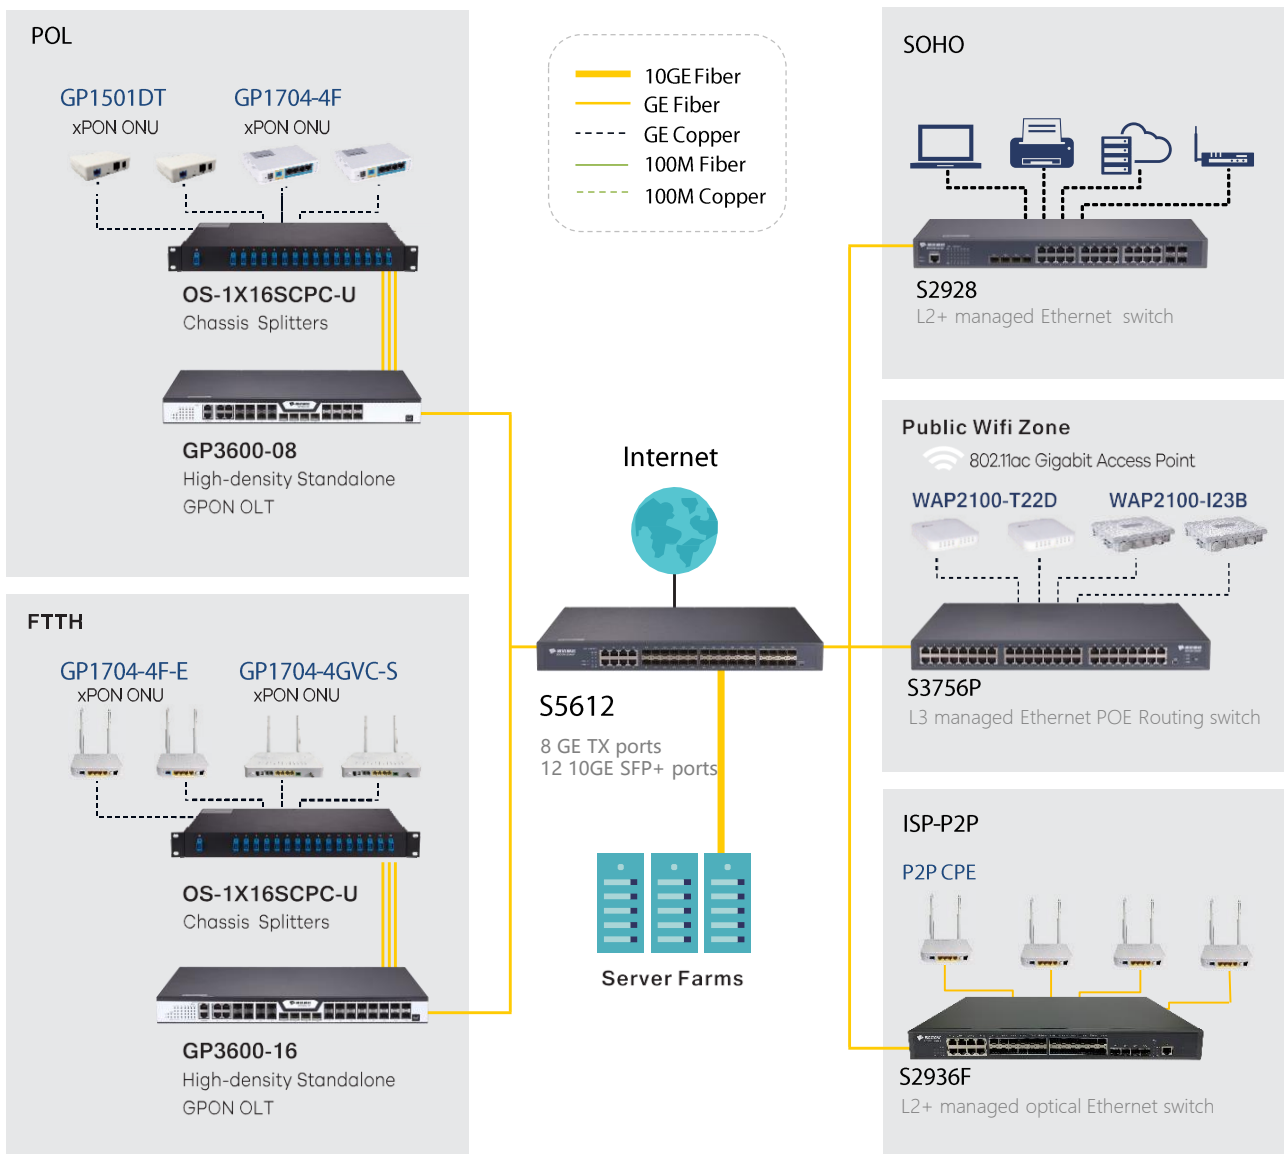 POL
GP1501DT
xPON ONU
GP1704-4F
xPON ONU
OS-1X16SCPC-U
Chassis Splitters
GP3600-08
High-density Standalone
GPON OLT
FTTH
GP1704-4F-E
xPON ONU
GP1704-4GVC-S
xPON ONU
OS-1X16SCPC-U
Chassis Splitters
GP3600-16
High-density Standalone
GPON OLT
10GE Fiber
GE Fiber
GE Copper
100M Fiber
100M Copper
Internet
S5612
8 GE TX ports
12 10GE SFP+ ports
Server Farms
SOHO
S2928
L2+ managed Ethernet switch
Public Wifi Zone
802.11ac Gigabit Access Point
WAP2100-T22D
WAP2100-I23B
S3756P
L3 managed Ethernet POE Routing switch
ISP-P2P
P2P CPE
S2936F
L2+ managed optical Ethernet switch